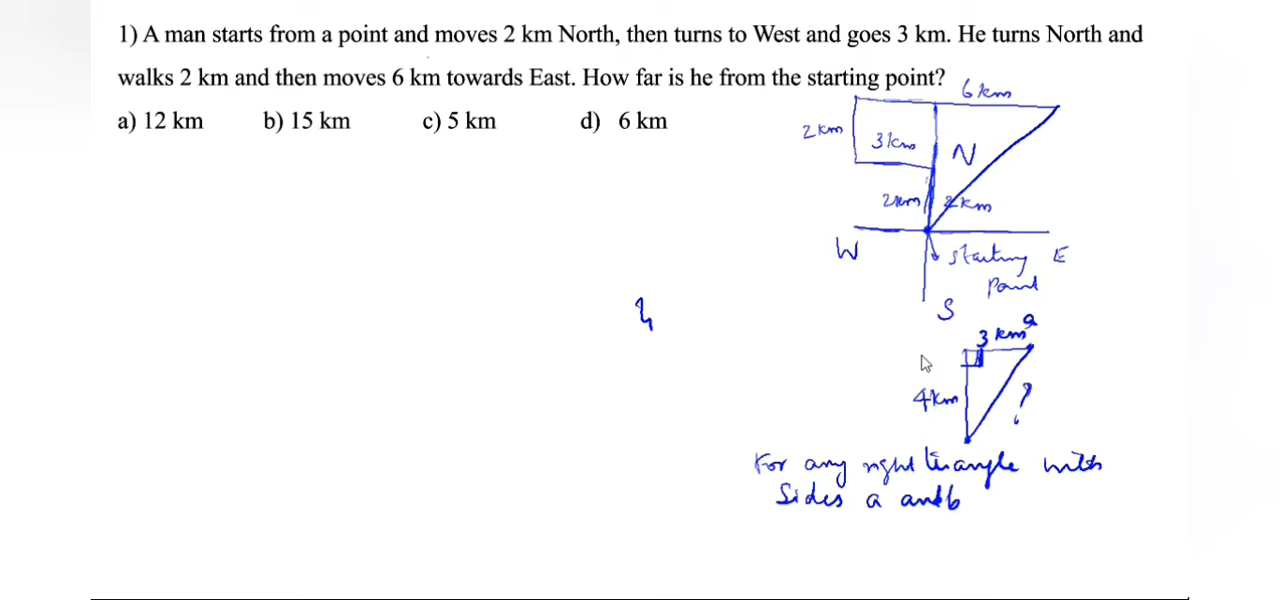 1) A man starts from a point and moves 2 km North, then turns to West and goes 3 km. He turns North and
walks 2 km and then moves 6 km towards East. How far is he from the starting point?
a) 12 km b) 15 km c) 5 km d) 6 km
6 km
2 km
3 km
N
2 km
2 km
W
starting
E
Point
S
a
3 km
4 km
?
For any right triangle with
Sides a and b